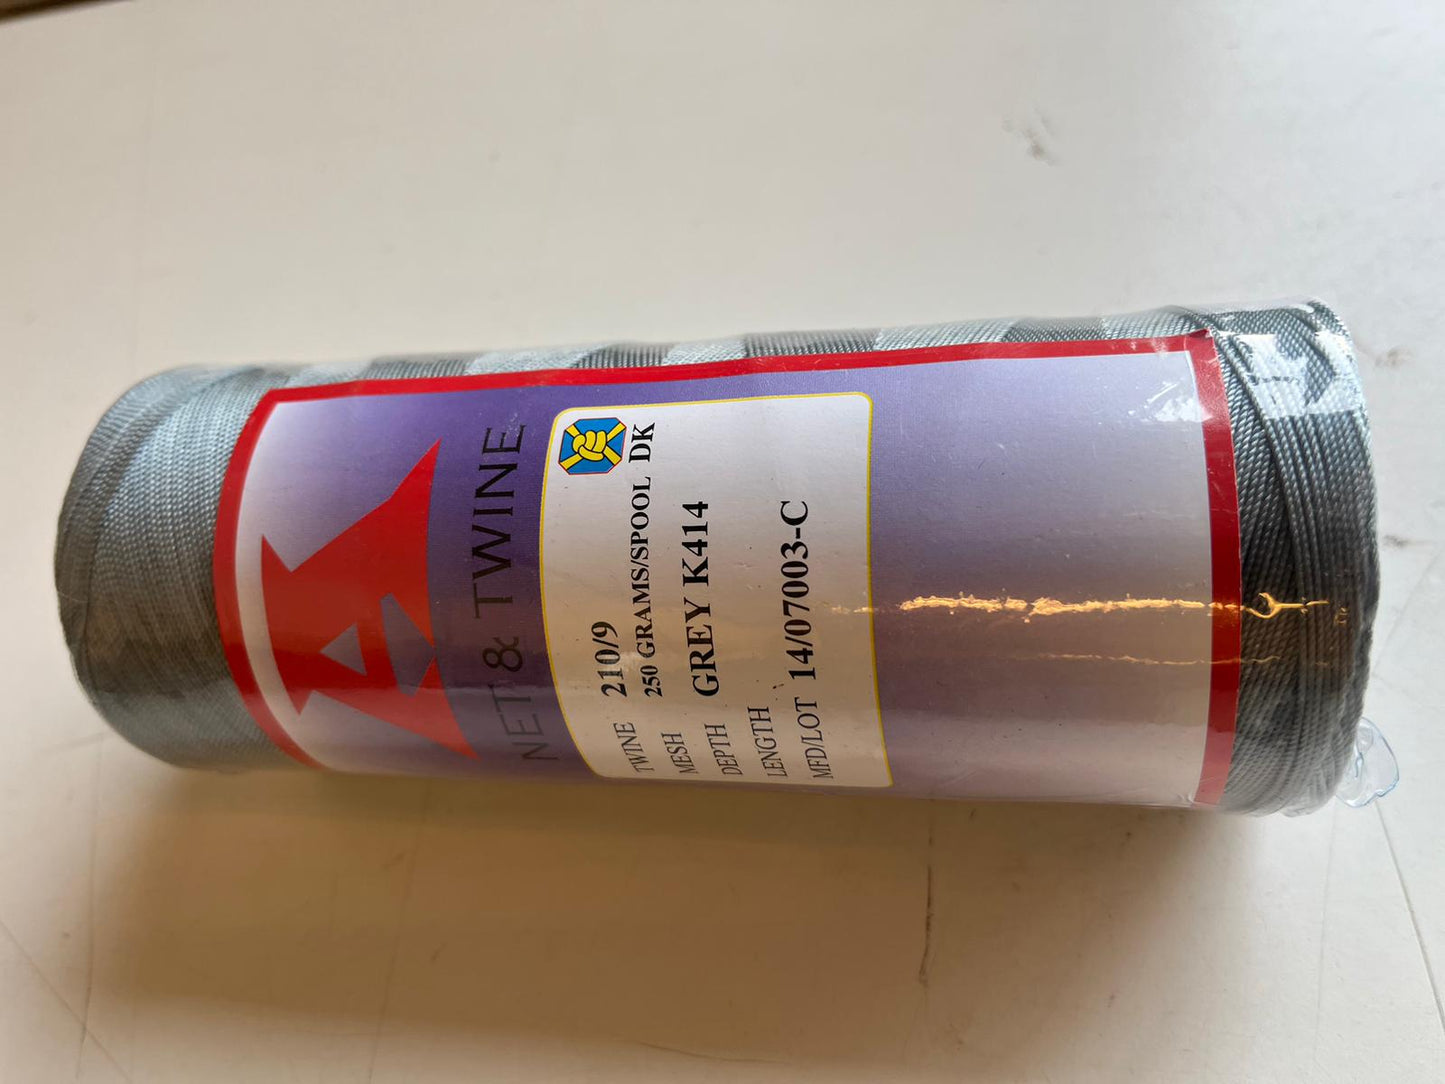 A
NET & TWINE
TWINE 210/9
250 GRAMS/SPOOL DK
MESH
DEPTH GREY K414
LENGTH
MFD/LOT 14/07003-C